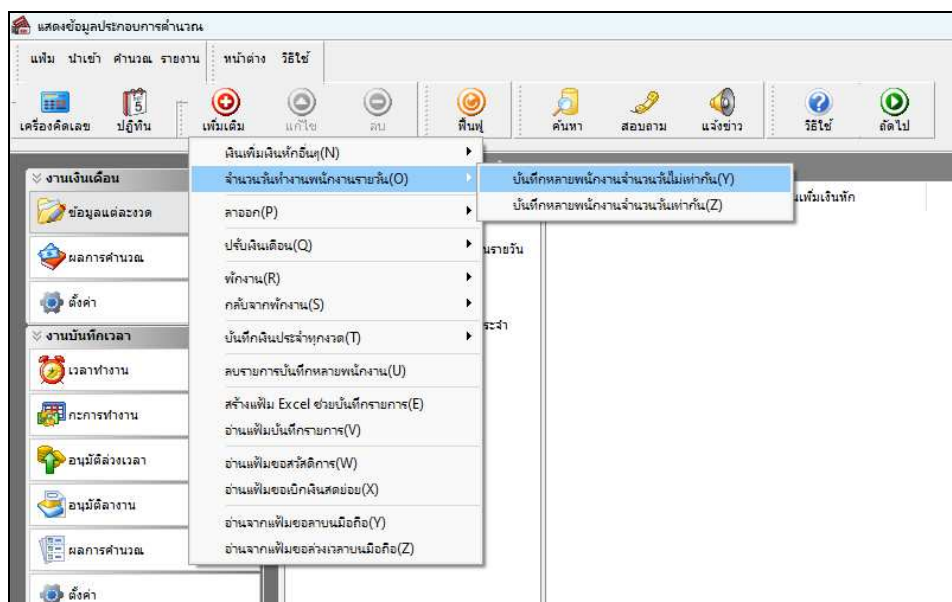 แสดงข้อมูลประกอบการคำนวณ
แฟ้ม นำเข้า คำนวณ รายงาน หน้าต่าง วิธีใช้
เครื่องคิดเลข ปฏิทิน เพิ่มเติม แก้ไข ลบ ฟื้นฟู ค้นหา สอบถาม แจ้งข่าว วิธีใช้ ถัดไป
เงินเพิ่มเงินหักอื่นๆ(N)
จำนวนวันทำงานพนักงานรายวัน(O)
ลาออก(P)
ปรับเงินเดือน(Q)
พักงาน(R)
กลับจากพักงาน(S)
บันทึกเงินประจำทุกงวด(T)
ลบรายการบันทึกหลายพนักงาน(U)
สร้างแฟ้ม Excel ช่วยบันทึกรายการ(E)
อ่านแฟ้มบันทึกรายการ(V)
อ่านแฟ้มขอสวัสดิการ(W)
อ่านแฟ้มขอเบิกเงินสดย่อย(X)
อ่านจากแฟ้มขอลาบนมือถือ(Y)
อ่านจากแฟ้มขอล่วงเวลาบนมือถือ(Z)
บันทึกหลายพนักงานจำนวนวันไม่เท่ากัน(Y)
บันทึกหลายพนักงานจำนวนวันเท่ากัน(Z)
นเพิ่มเงินหัก
นรายวัน
ระจำ
งานเงินเดือน
ข้อมูลแต่ละงวด
ผลการคำนวณ
ตั้งค่า
งานบันทึกเวลา
เวลาทำงาน
กะการทำงาน
อนุมัติล่วงเวลา
อนุมัติลางาน
ผลการคำนวณ
ตั้งค่า